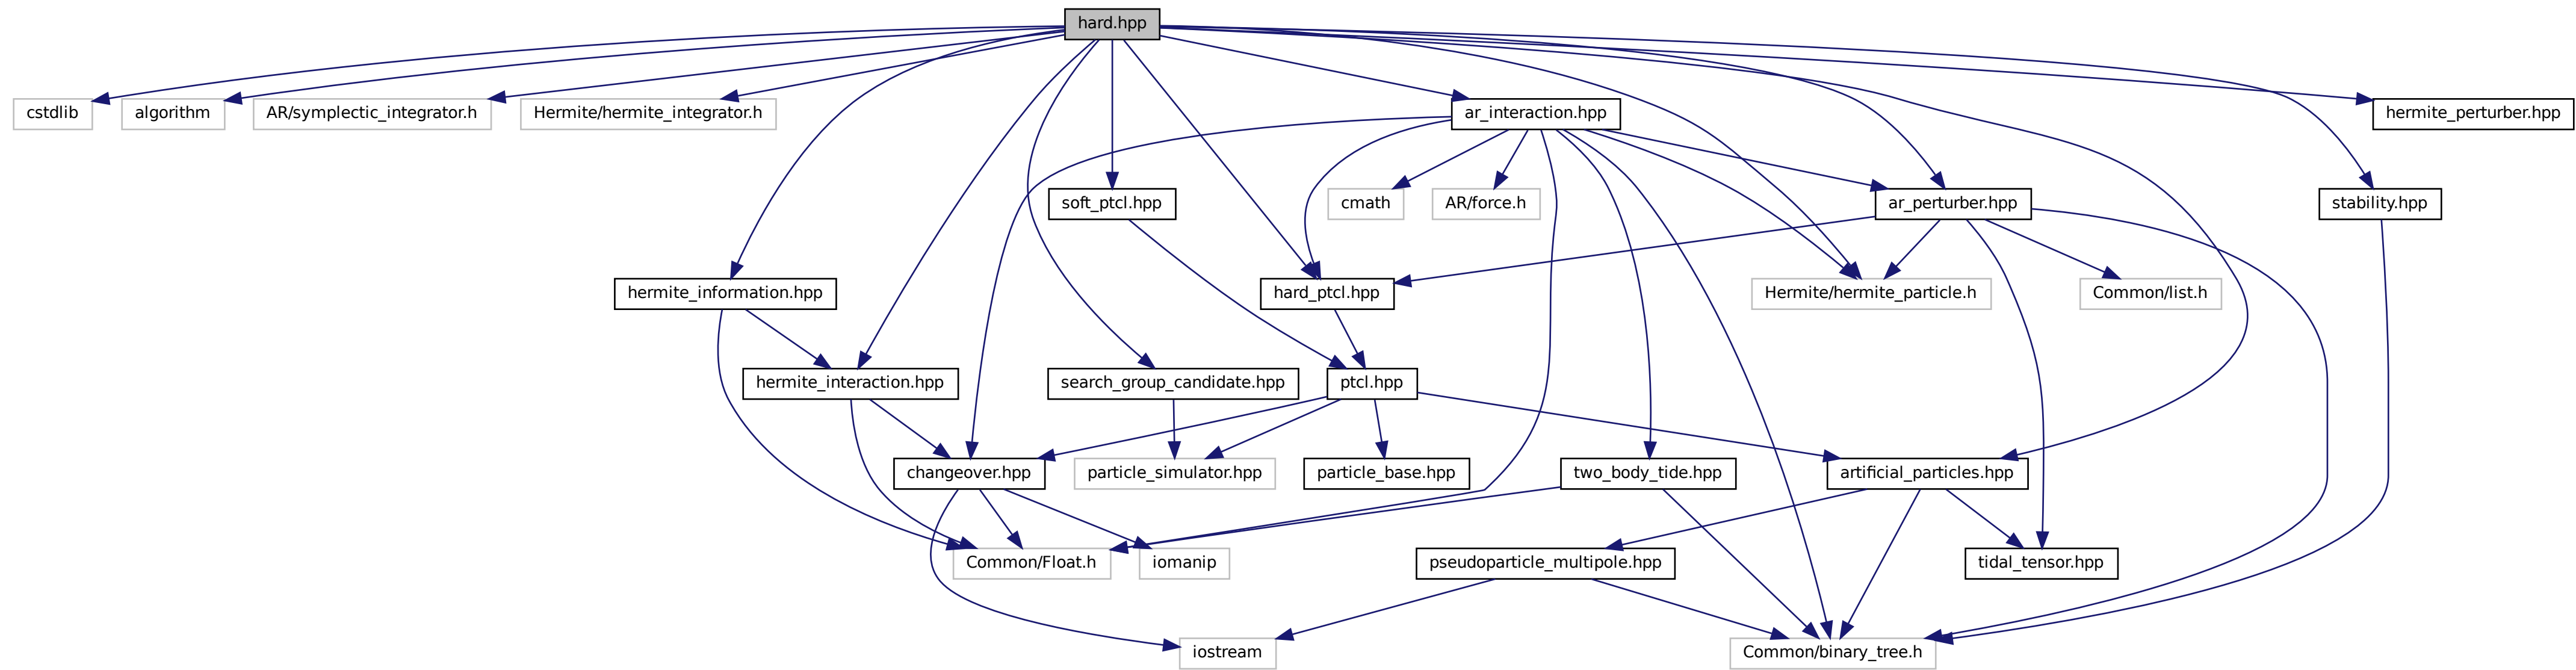 hard.hpp
cstdlib
algorithm
AR/symplectic_integrator.h
Hermite/hermite_integrator.h
ar_interaction.hpp
hermite_perturber.hpp
soft_ptcl.hpp
cmath
AR/force.h
ar_perturber.hpp
stability.hpp
hermite_information.hpp
hard_ptcl.hpp
Hermite/hermite_particle.h
Common/list.h
hermite_interaction.hpp
search_group_candidate.hpp
ptcl.hpp
changeover.hpp
particle_simulator.hpp
particle_base.hpp
two_body_tide.hpp
artificial_particles.hpp
Common/Float.h
iomanip
pseudoparticle_multipole.hpp
tidal_tensor.hpp
iostream
Common/binary_tree.h